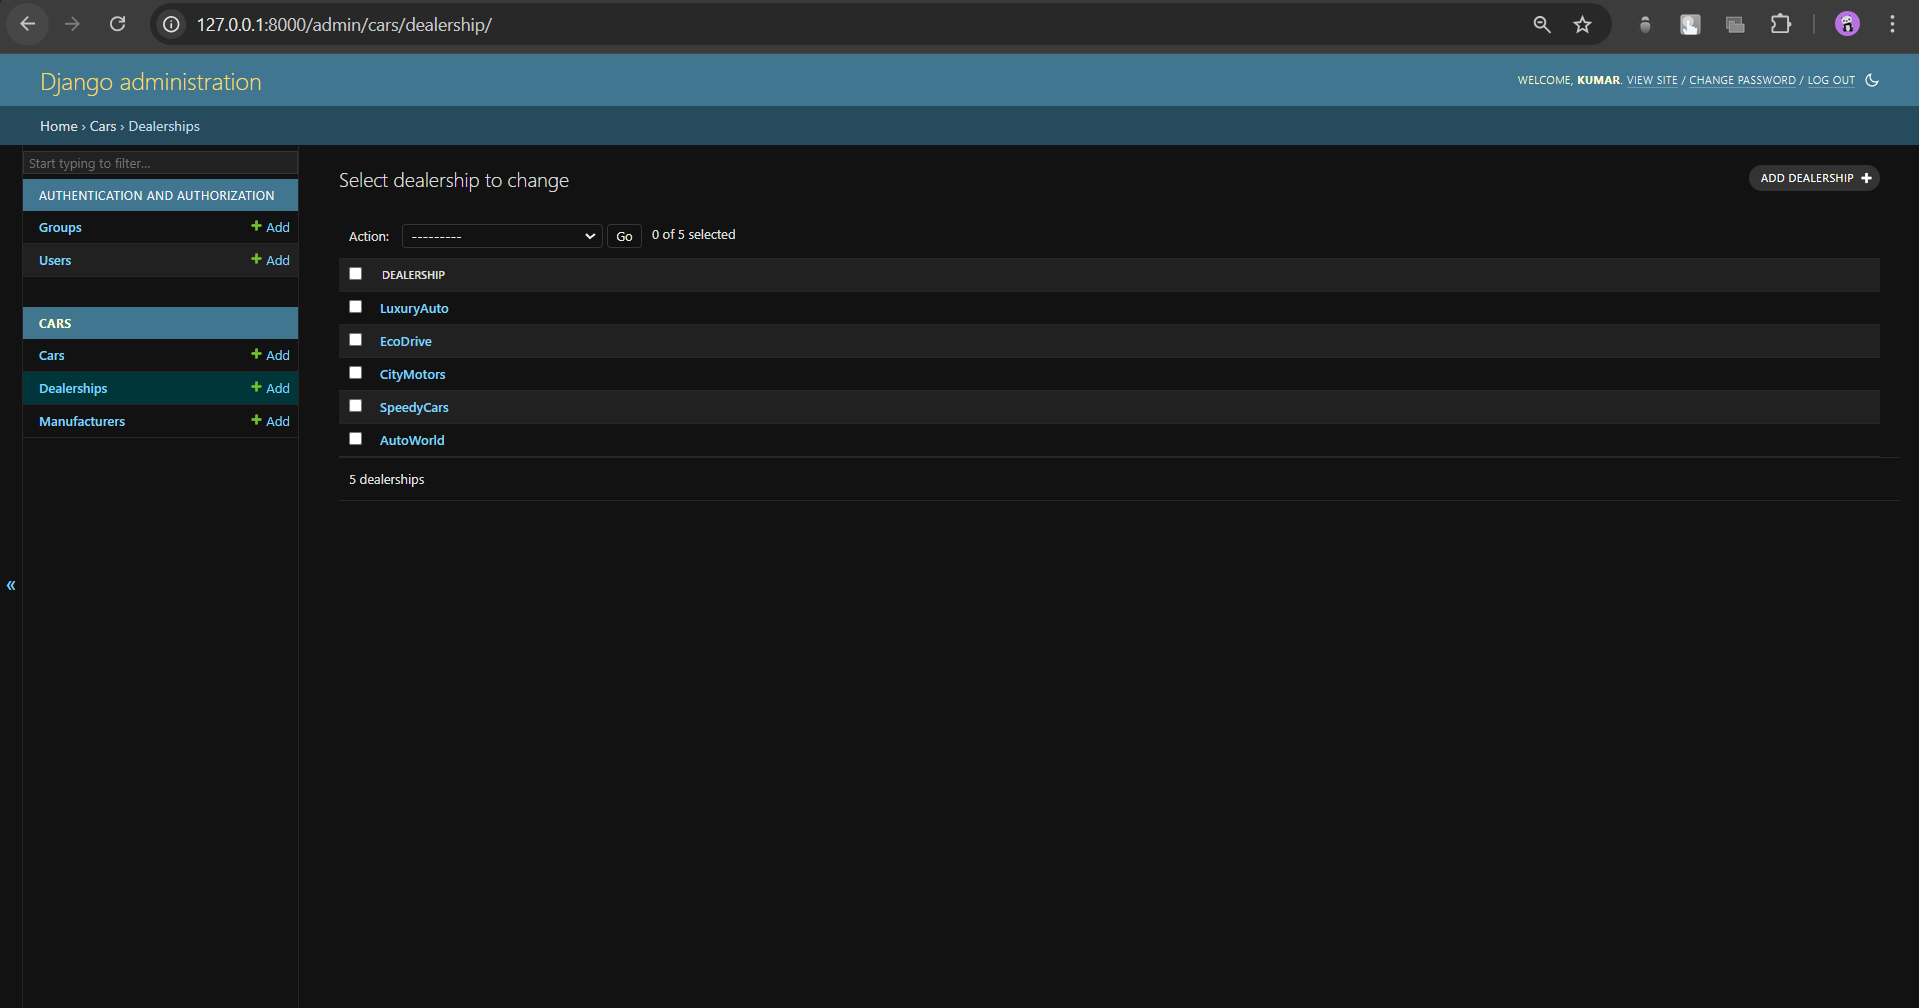 127.0.0.1:8000/admin/cars/dealership/
Django administration
WELCOME, KUMAR. VIEW SITE / CHANGE PASSWORD / LOG OUT
Home › Cars › Dealerships
Start typing to filter...
AUTHENTICATION AND AUTHORIZATION
Groups + Add
Users + Add
CARS
Cars + Add
Dealerships + Add
Manufacturers + Add
«
Select dealership to change
ADD DEALERSHIP +
Action: --------- Go 0 of 5 selected
DEALERSHIP
LuxuryAuto
EcoDrive
CityMotors
SpeedyCars
AutoWorld
5 dealerships